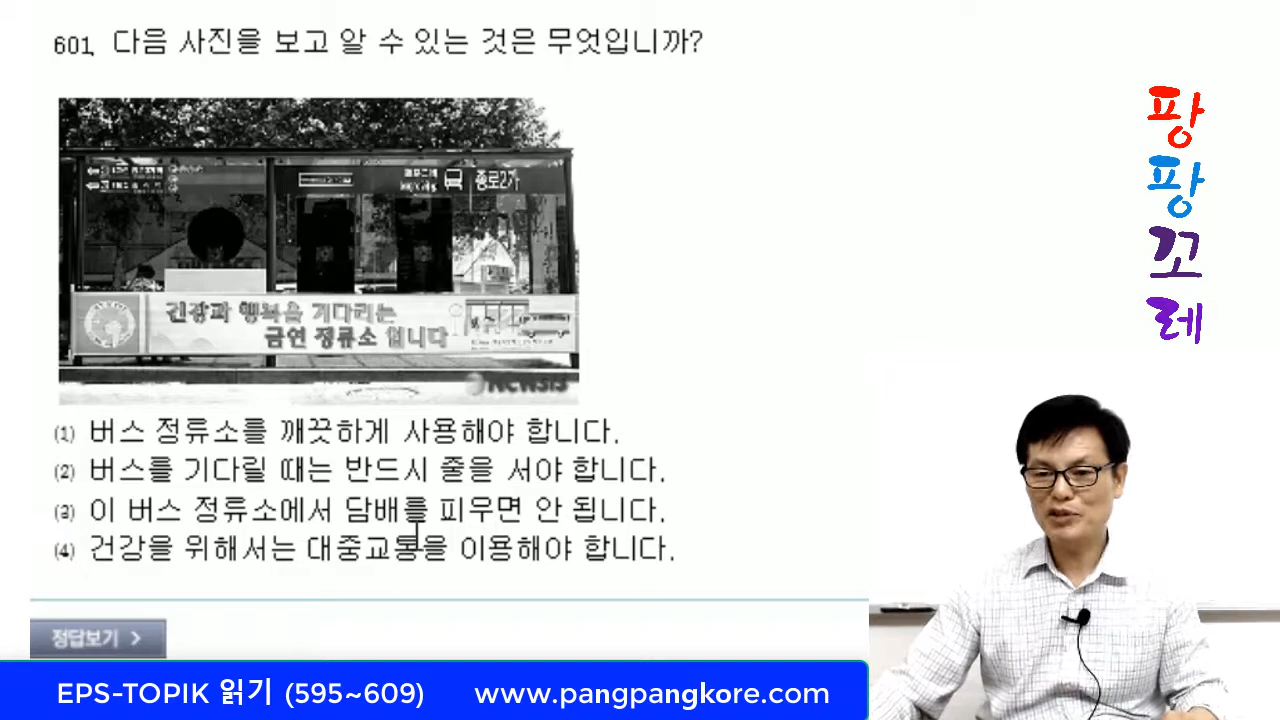 601. 다음 사진을 보고 알 수 있는 것은 무엇입니까?
종로2가
행복을 기다리는
금연 정류소 입니다
NEWSIS
(1) 버스 정류소를 깨끗하게 사용해야 합니다.
(2) 버스를 기다릴 때는 반드시 줄을 서야 합니다.
(3) 이 버스 정류소에서 담배를 피우면 안 됩니다.
(4) 건강을 위해서는 대중교통을 이용해야 합니다.
정답보기 >
팡
팡
꼬
레
EPS-TOPIK 읽기 (595~609) www.pangpangkore.com